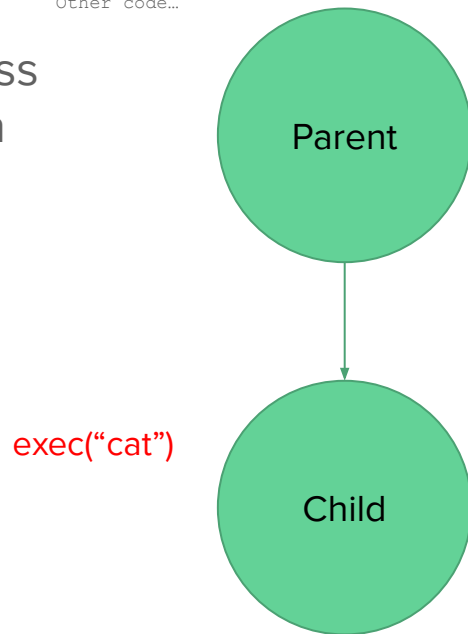 Other code…
Parent
exec(“cat”)
Child